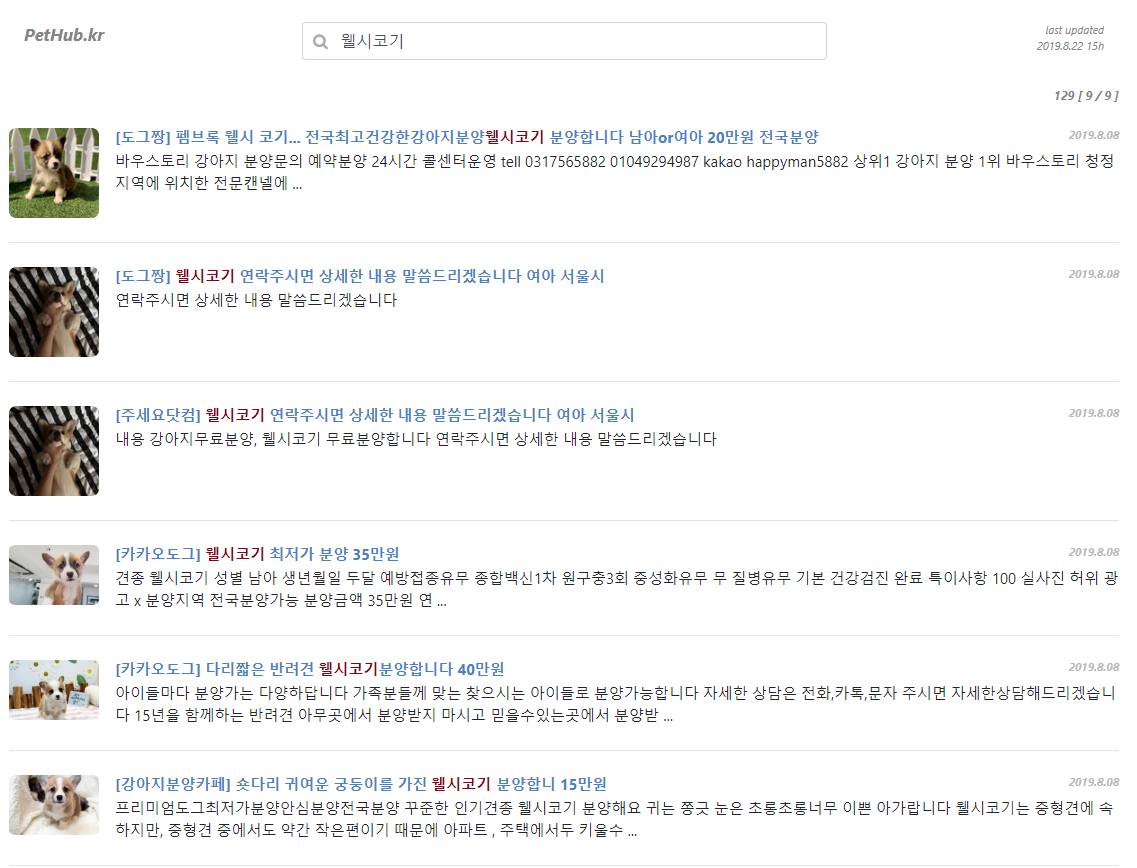 PetHub.kr
웰시코기
last updated
2019.8.22 15h
129 [ 9 / 9 ]
[도그짱] 펨브록 웰시 코기... 전국최고건강한강아지분양웰시코기 분양합니다 남아or여아 20만원 전국분양
2019.8.08
바우스토리 강아지 분양문의 예약분양 24시간 콜센터운영 tell 0317565882 01049294987 kakao happyman5882 상위1 강아지 분양 1위 바우스토리 청정
지역에 위치한 전문캔넬에 ...
[도그짱] 웰시코기 연락주시면 상세한 내용 말씀드리겠습니다 여아 서울시
2019.8.08
연락주시면 상세한 내용 말씀드리겠습니다
[주세요닷컴] 웰시코기 연락주시면 상세한 내용 말씀드리겠습니다 여아 서울시
2019.8.08
내용 강아지무료분양, 웰시코기 무료분양합니다 연락주시면 상세한 내용 말씀드리겠습니다
[카카오도그] 웰시코기 최저가 분양 35만원
2019.8.08
견종 웰시코기 성별 남아 생년월일 두달 예방접종유무 종합백신1차 원구충3회 중성화유무 무 질병유무 기본 건강검진 완료 특이사항 100 실사진 허위 광
고 x 분양지역 전국분양가능 분양금액 35만원 연 ...
[카카오도그] 다리짧은 반려견 웰시코기분양합니다 40만원
2019.8.08
아이들마다 분양가는 다양하답니다 가족분들께 맞는 찾으시는 아이들로 분양가능합니다 자세한 상담은 전화,카톡,문자 주시면 자세한상담해드리겠습니
다 15년을 함께하는 반려견 아무곳에서 분양받지 마시고 믿을수있는곳에서 분양받 ...
[강아지분양카페] 숏다리 귀여운 궁둥이를 가진 웰시코기 분양합니 15만원
2019.8.08
프리미엄도그최저가분양안심분양전국분양 꾸준한 인기견종 웰시코기 분양해요 귀는 쫑긋 눈은 초롱초롱너무 이쁜 아가랍니다 웰시코기는 중형견에 속
하지만, 중형견 중에서도 약간 작은편이기 때문에 아파트 , 주택에서두 키울수 ...